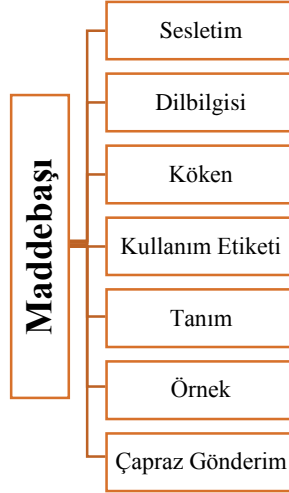 Maddebaşı
Sesletim
Dilbilgisi
Köken
Kullanım Etiketi
Tanım
Örnek
Çapraz Gönderim